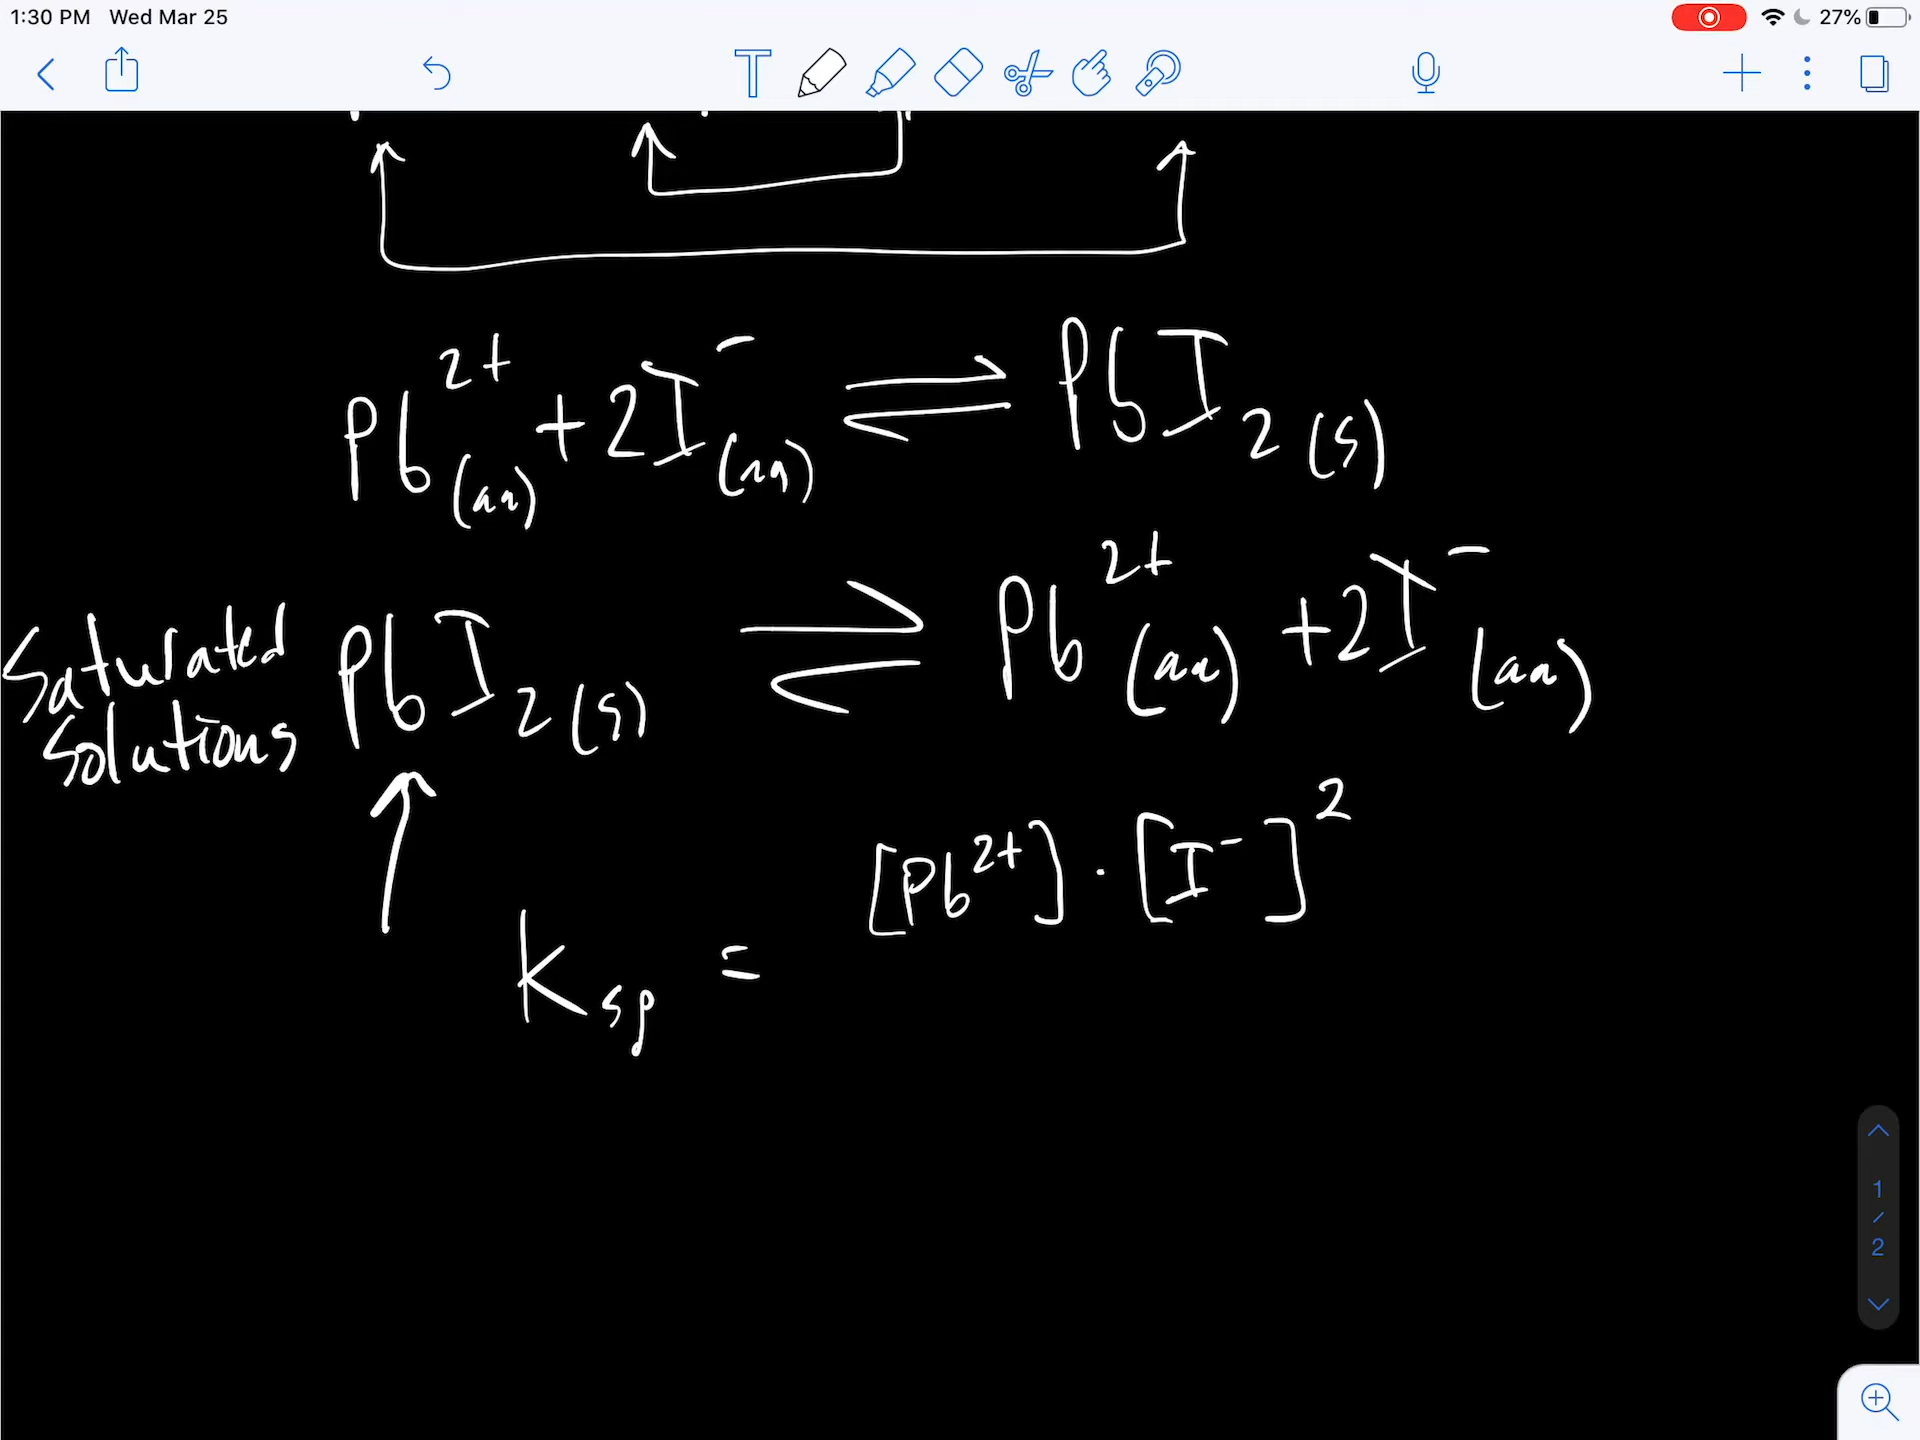 1:30 PM Wed Mar 25 27%
T
Pb²⁺(aq) + 2I⁻(aq) ⇌ PbI₂(s)
Saturated Solutions PbI₂(s) ⇌ Pb²⁺(aq) + 2I⁻(aq)
[Pb²⁺] · [I⁻]²
Ksp =
1
/
2